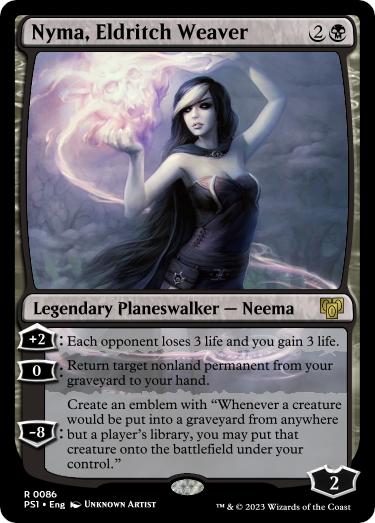 Nyma, Eldritch Weaver 2
Legendary Planeswalker — Neema
+2: Each opponent loses 3 life and you gain 3 life.
0: Return target nonland permanent from your
graveyard to your hand.
Create an emblem with “Whenever a creature
would be put into a graveyard from anywhere
-8: but a player's library, you may put that
creature onto the battlefield under your
control.”
2
R 0086
PS1 • Eng Unknown Artist
™ & © 2023 Wizards of the Coast